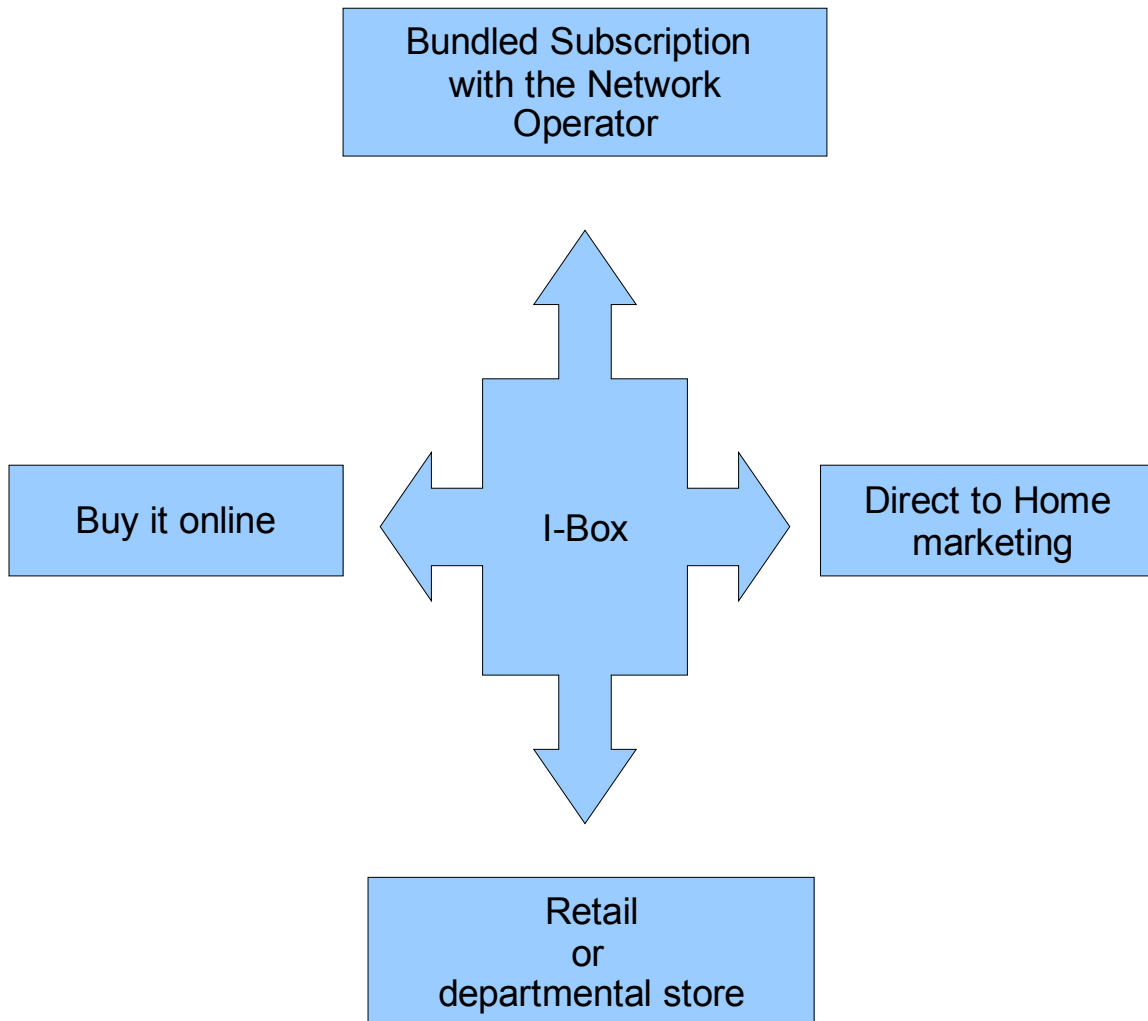 Bundled Subscription
with the Network
Operator
Buy it online
I-Box
Direct to Home
marketing
Retail
or
departmental store